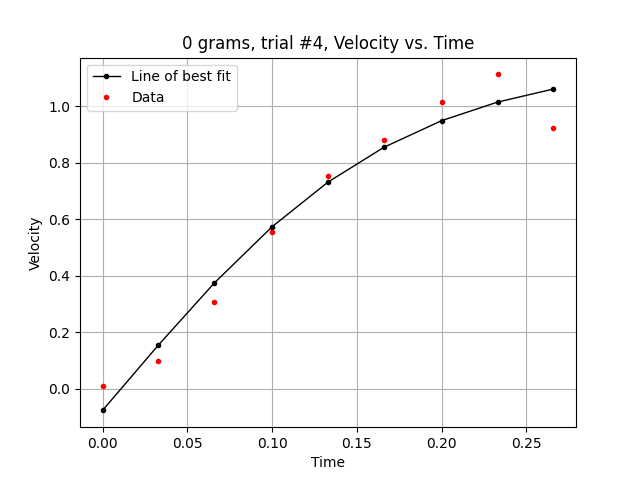 0 grams, trial #4, Velocity vs. Time
Line of best fit
Data
1.0
0.8
0.6
0.4
0.2
0.0
Velocity
0.00 0.05 0.10 0.15 0.20 0.25
Time